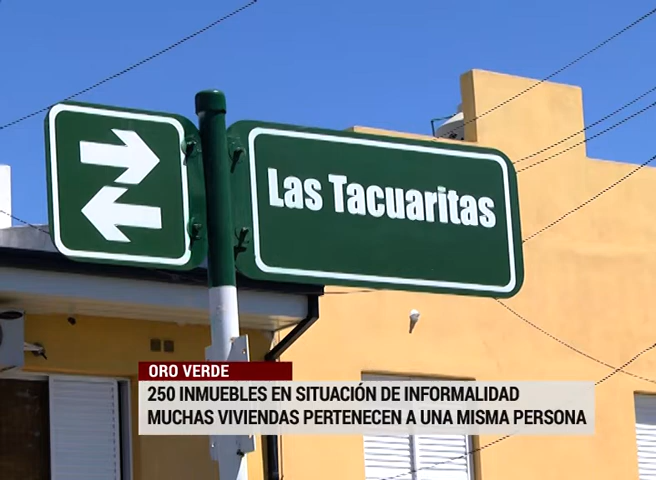 Las Tacuaritas
ORO VERDE
250 INMUEBLES EN SITUACIÓN DE INFORMALIDAD
MUCHAS VIVIENDAS PERTENECEN A UNA MISMA PERSONA